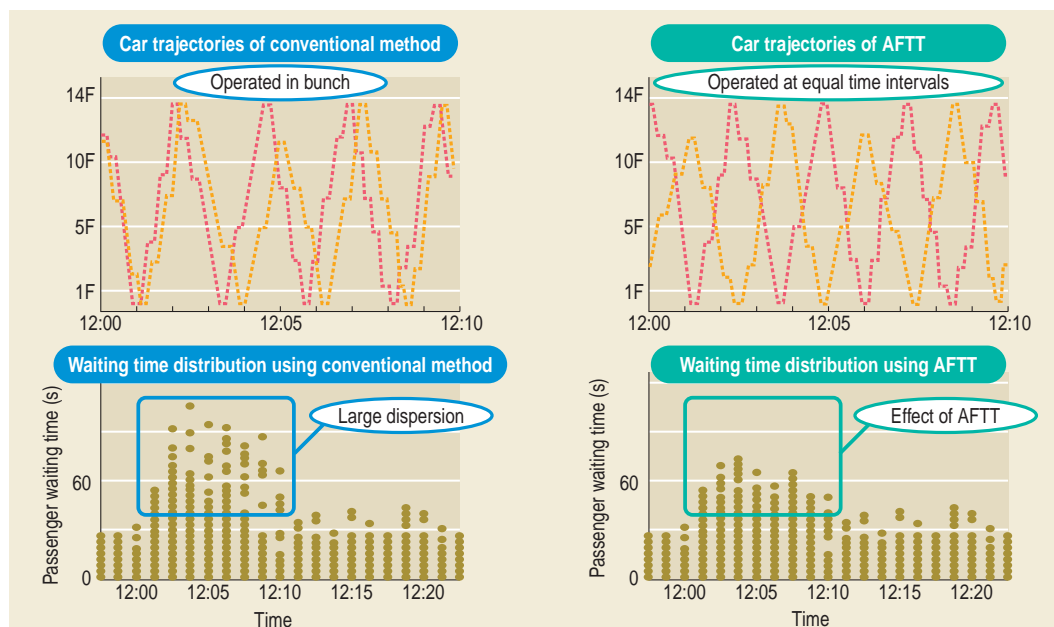 Car trajectories of conventional method
Operated in bunch
14F
10F
5F
1F
12:00
12:05
12:10
Car trajectories of AFTT
Operated at equal time intervals
14F
10F
5F
1F
12:00
12:05
12:10
Waiting time distribution using conventional method
Large dispersion
Passenger waiting time (s)
60
0
12:00
12:05
12:10
12:15
12:20
Time
Waiting time distribution using AFTT
Effect of AFTT
Passenger waiting time (s)
60
0
12:00
12:05
12:10
12:15
12:20
Time